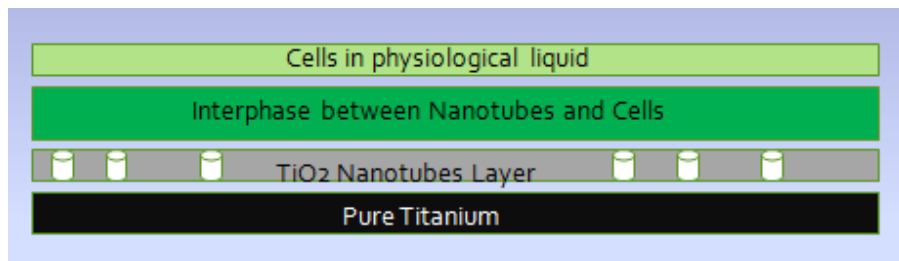 Cells in physiological liquid
Interphase between Nanotubes and Cells
TiO2 Nanotubes Layer
Pure Titanium